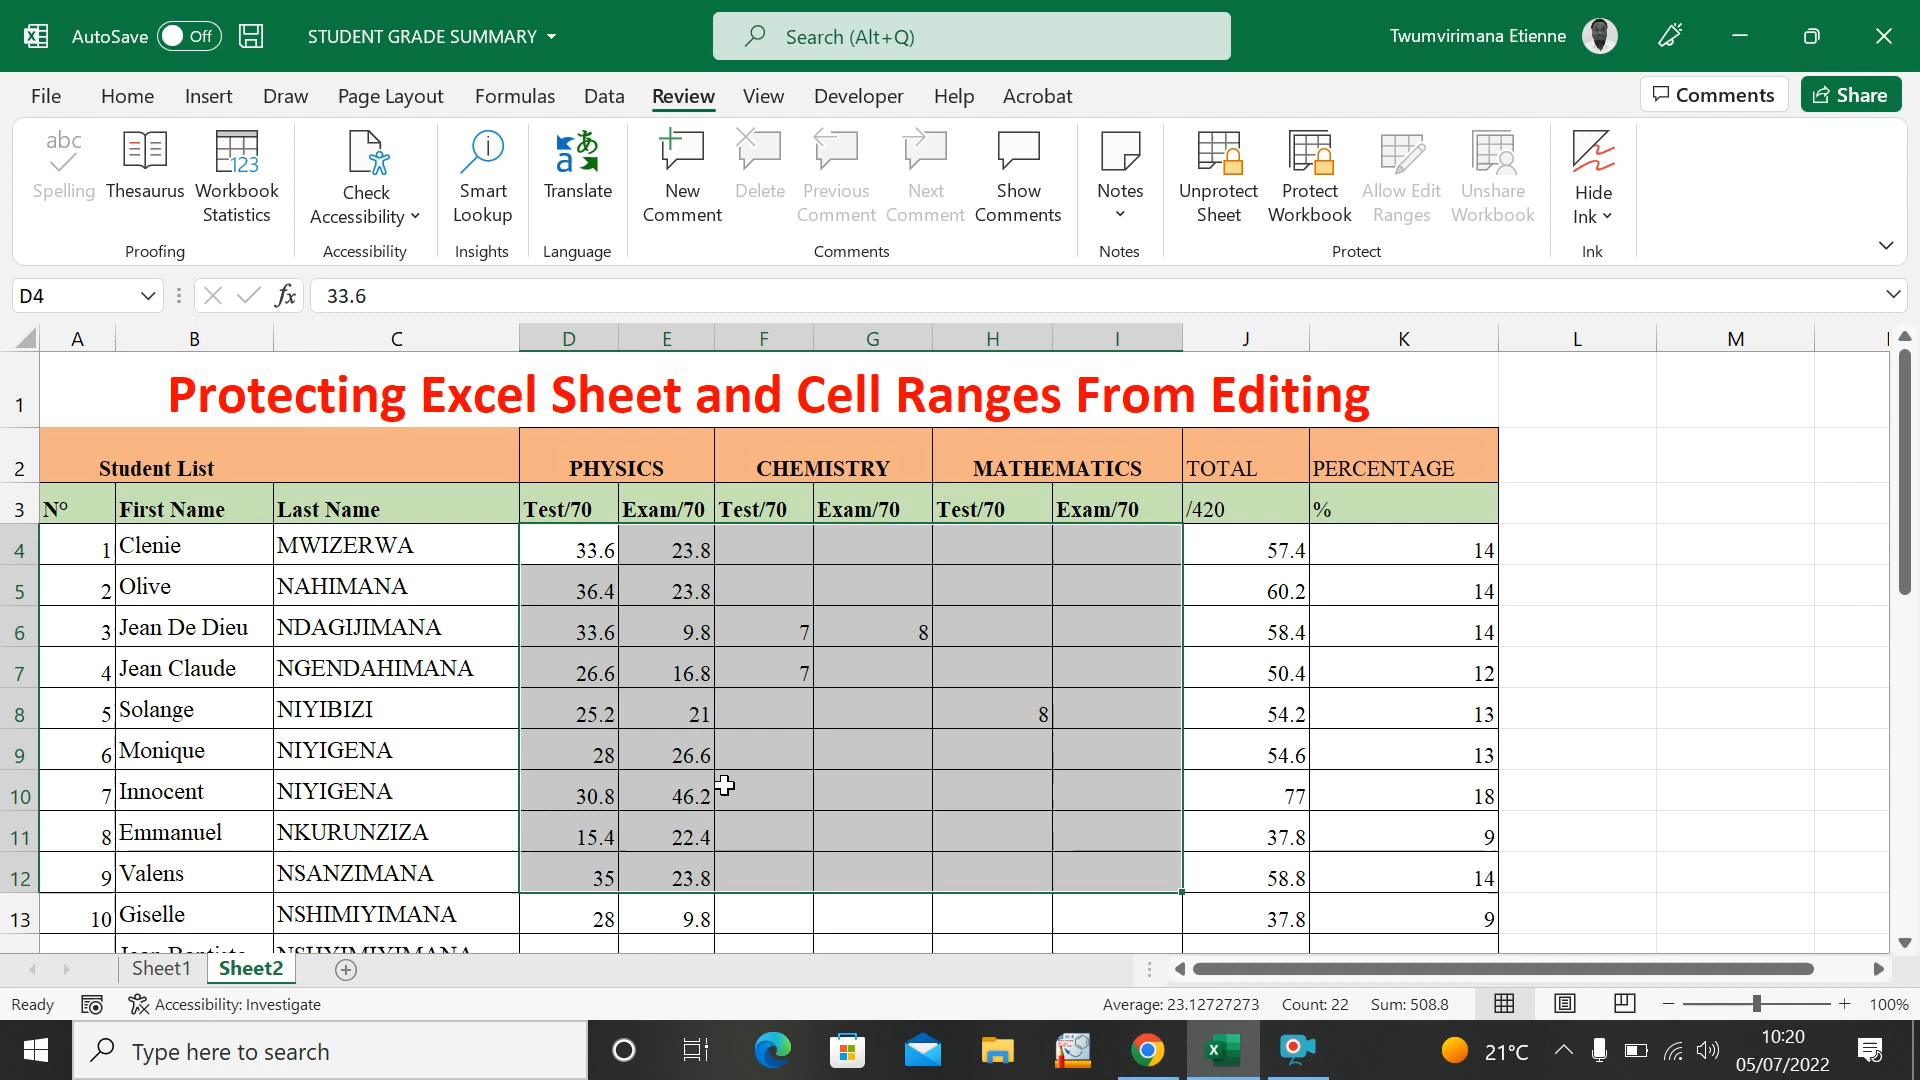 AutoSave Off STUDENT GRADE SUMMARY Search (Alt+Q) Twumvirimana Etienne
File Home Insert Draw Page Layout Formulas Data Review View Developer Help Acrobat Comments Share
abc
Spelling
Thesaurus
123
Workbook
Statistics
Proofing
Check
Accessibility
Accessibility
Smart
Lookup
Insights
Translate
Language
New
Comment
Delete
Previous
Comment
Next
Comment
Show
Comments
Comments
Notes
Notes
Unprotect
Sheet
Protect
Workbook
Allow Edit
Ranges
Unshare
Workbook
Protect
Hide
Ink
Ink
D4 fx 33.6
A B C D E F G H I J K L M
1 Protecting Excel Sheet and Cell Ranges From Editing
2 Student List PHYSICS CHEMISTRY MATHEMATICS TOTAL PERCENTAGE
3 N° First Name Last Name Test/70 Exam/70 Test/70 Exam/70 Test/70 Exam/70 /420 %
4 1 Clenie MWIZERWA 33.6 23.8 57.4 14
5 2 Olive NAHIMANA 36.4 23.8 60.2 14
6 3 Jean De Dieu NDAGIJIMANA 33.6 9.8 7 8 58.4 14
7 4 Jean Claude NGENDAHIMANA 26.6 16.8 7 50.4 12
8 5 Solange NIYIBIZI 25.2 21 8 54.2 13
9 6 Monique NIYIGENA 28 26.6 54.6 13
10 7 Innocent NIYIGENA 30.8 46.2 77 18
11 8 Emmanuel NKURUNZIZA 15.4 22.4 37.8 9
12 9 Valens NSANZIMANA 35 23.8 58.8 14
13 10 Giselle NSHIMIYIMANA 28 9.8 37.8 9
Sheet1 Sheet2
Ready Accessibility: Investigate Average: 23.12727273 Count: 22 Sum: 508.8 100%
Type here to search 21°C 10:20
05/07/2022